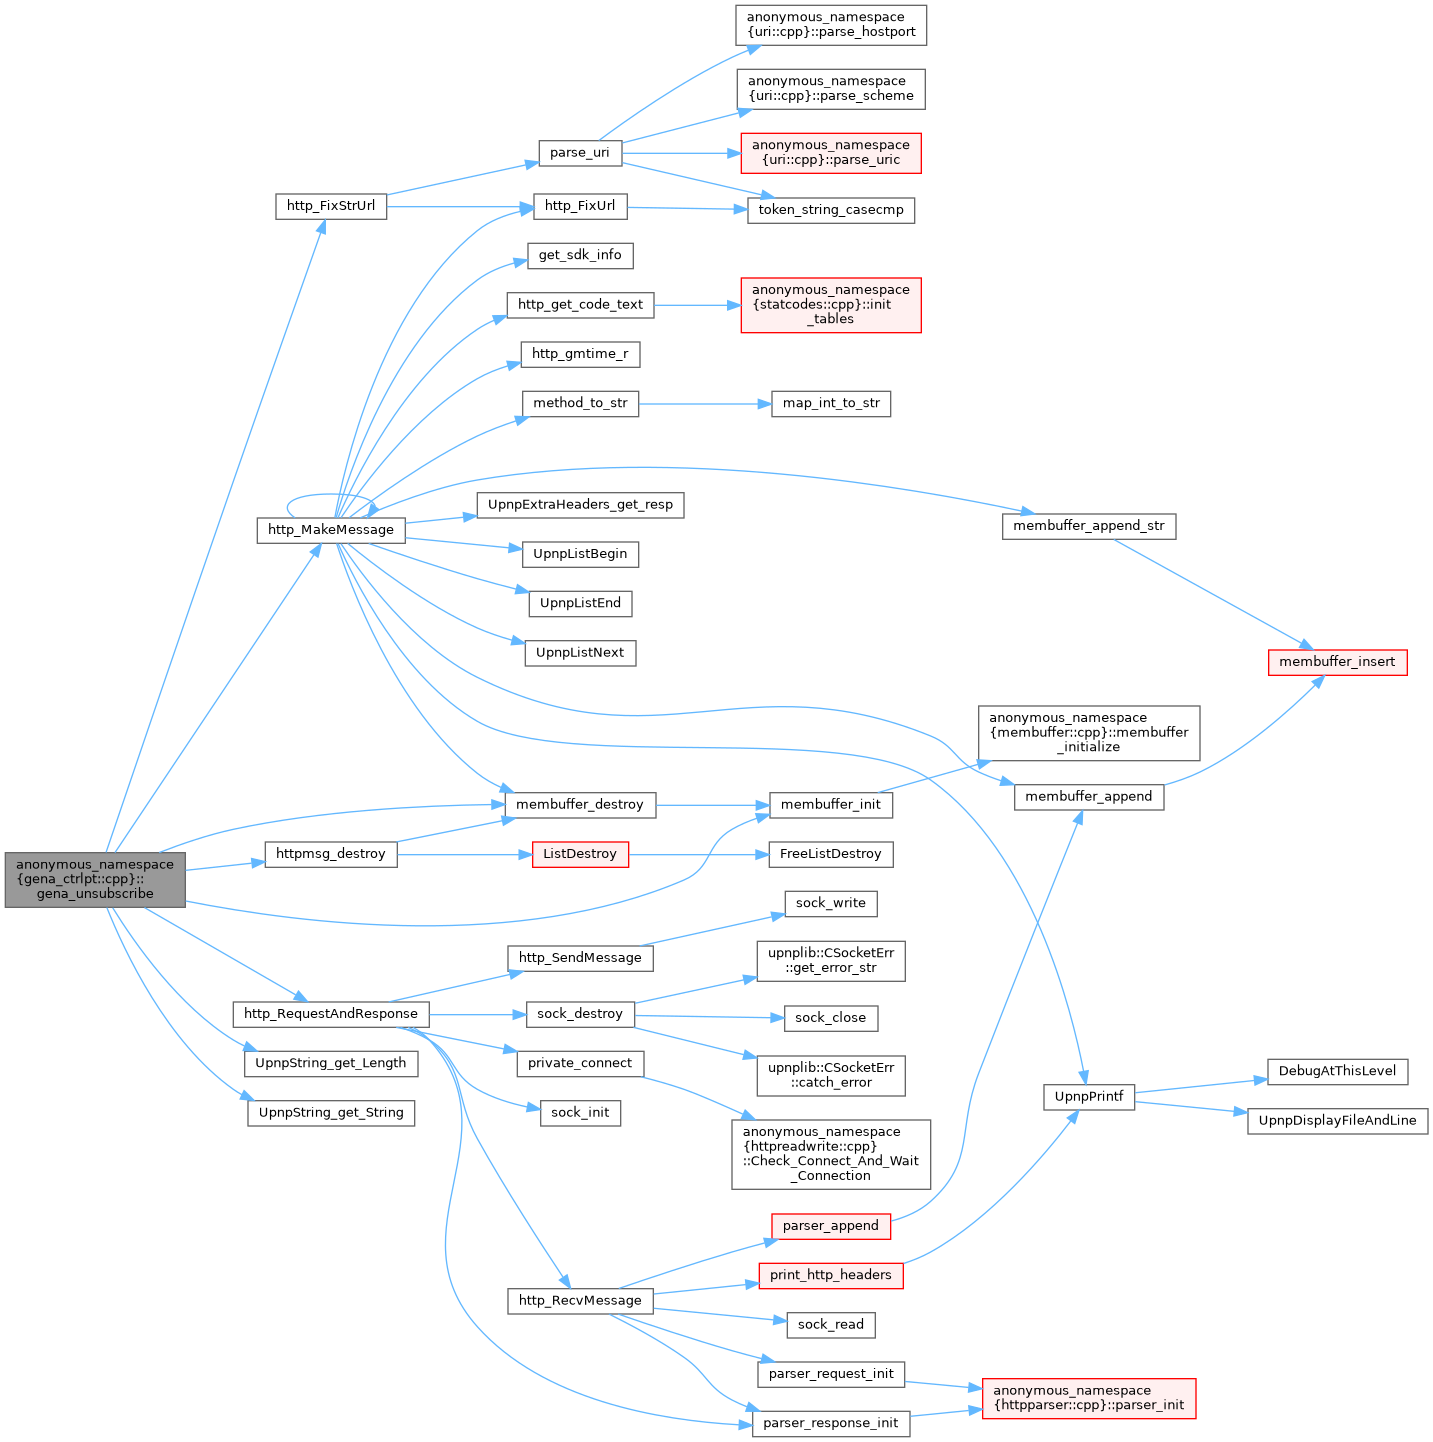 anonymous_namespace
{uri::cpp}::parse_hostport
anonymous_namespace
{uri::cpp}::parse_scheme
parse_uri
anonymous_namespace
{uri::cpp}::parse_uric
http_FixStrUrl
http_FixUrl
token_string_casecmp
get_sdk_info
http_get_code_text
anonymous_namespace
{statcodes::cpp}::init
_tables
http_gmtime_r
method_to_str
map_int_to_str
UpnpExtraHeaders_get_resp
http_MakeMessage
membuffer_append_str
UpnpListBegin
UpnpListEnd
UpnpListNext
membuffer_insert
anonymous_namespace
{membuffer::cpp}::membuffer
_initialize
membuffer_destroy
membuffer_init
membuffer_append
httpmsg_destroy
ListDestroy
FreeListDestroy
anonymous_namespace
{gena_ctrlpt::cpp}::
gena_unsubscribe
sock_write
http_SendMessage
upnplib::CSocketErr
::get_error_str
http_RequestAndResponse
sock_destroy
sock_close
UpnpString_get_Length
private_connect
upnplib::CSocketErr
::catch_error
DebugAtThisLevel
UpnpPrintf
UpnpString_get_String
sock_init
UpnpDisplayFileAndLine
anonymous_namespace
{httpreadwrite::cpp}
::Check_Connect_And_Wait
_Connection
parser_append
print_http_headers
http_RecvMessage
sock_read
parser_request_init
anonymous_namespace
{httpparser::cpp}::parser_init
parser_response_init